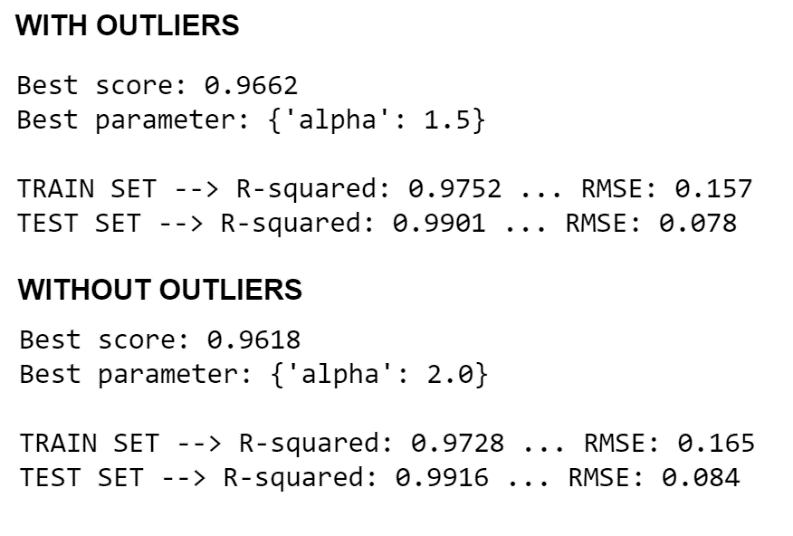 WITH OUTLIERS
Best score: 0.9662
Best parameter: {'alpha': 1.5}
TRAIN SET --> R-squared: 0.9752 ... RMSE: 0.157
TEST SET --> R-squared: 0.9901 ... RMSE: 0.078
WITHOUT OUTLIERS
Best score: 0.9618
Best parameter: {'alpha': 2.0}
TRAIN SET --> R-squared: 0.9728 ... RMSE: 0.165
TEST SET --> R-squared: 0.9916 ... RMSE: 0.084